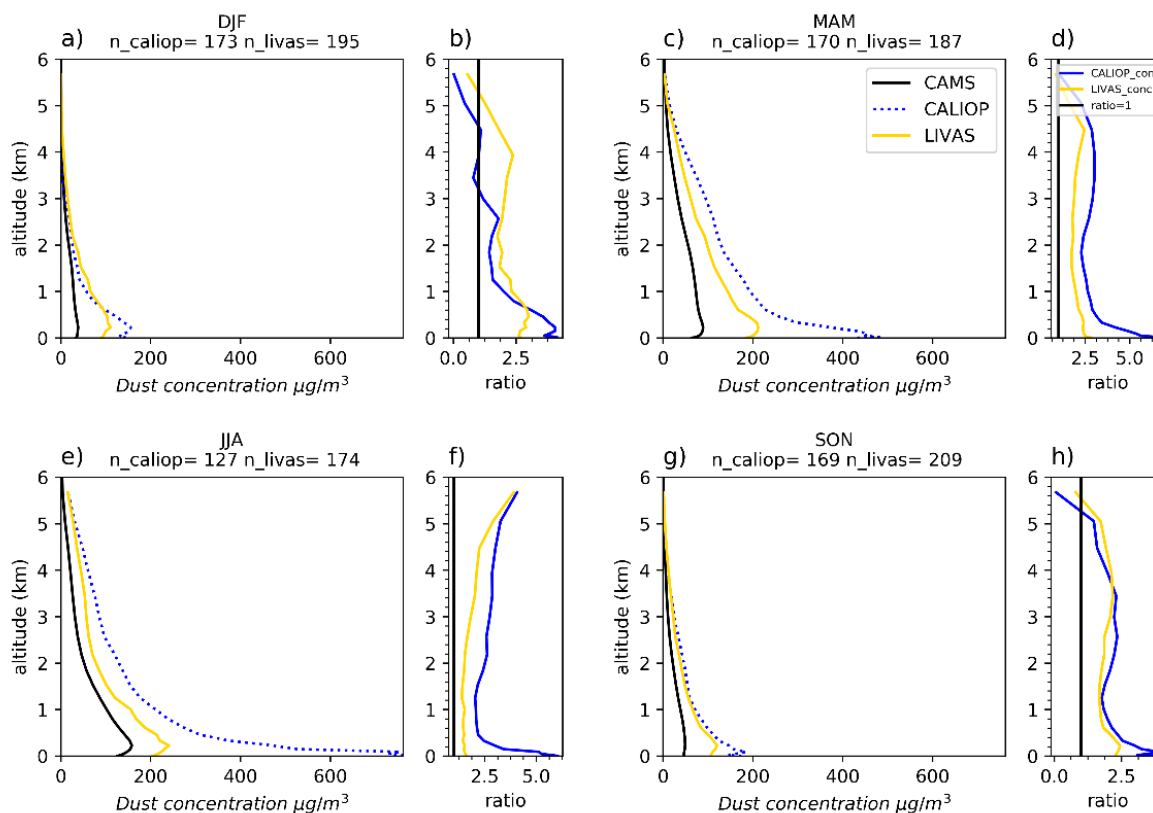 DJF
a) n_caliop= 173 n_livas= 195 b)
MAM
c) n_caliop= 170 n_livas= 187 d)
6
5
4
3
2
1
0
altitude (km)
0 200 400 600
Dust concentration μg/m³
6
5
4
3
2
1
0
0.0 2.5
ratio
6
5
4
3
2
1
0
altitude (km)
CAMS
CALIOP
LIVAS
0 200 400 600
Dust concentration μg/m³
6
5
4
3
2
1
0
CALIOP_con
LIVAS_conc
ratio=1
2.5 5.0
ratio
JJA
e) n_caliop= 127 n_livas= 174 f)
SON
g) n_caliop= 169 n_livas= 209 h)
6
5
4
3
2
1
0
altitude (km)
0 200 400 600
Dust concentration μg/m³
6
5
4
3
2
1
0
2.5 5.0
ratio
6
5
4
3
2
1
0
altitude (km)
0 200 400 600
Dust concentration μg/m³
6
5
4
3
2
1
0
0.0 2.5
ratio